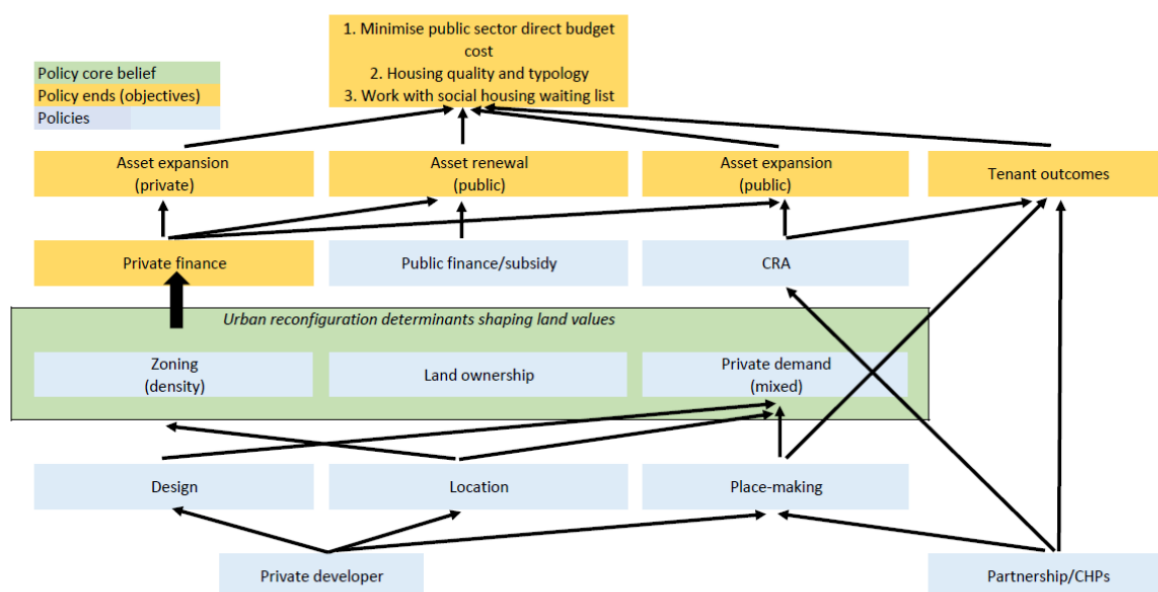 1. Minimise public sector direct budget
cost
2. Housing quality and typology
3. Work with social housing waiting list
Policy core belief
Policy ends (objectives)
Policies
Asset expansion
(private)
Asset renewal
(public)
Asset expansion
(public)
Tenant outcomes
Private finance
Public finance/subsidy
CRA
Urban reconfiguration determinants shaping land values
Zoning
(density)
Land ownership
Private demand
(mixed)
Design
Location
Place-making
Private developer
Partnership/CHPs